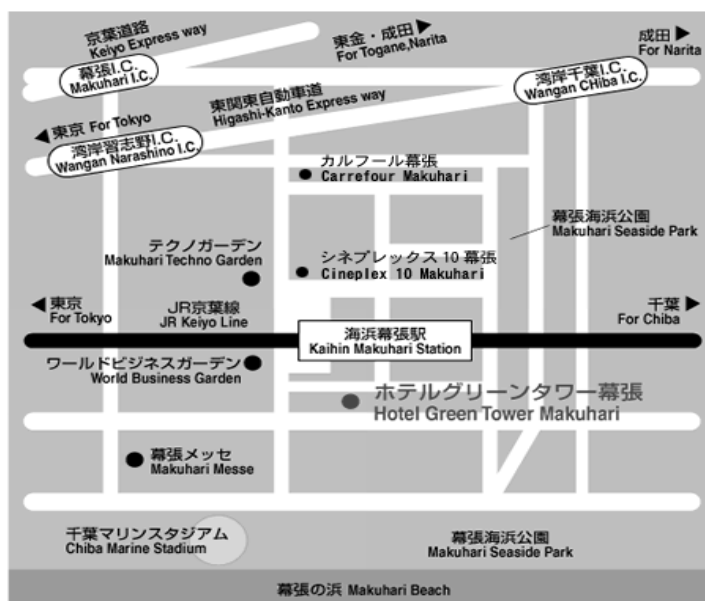 京葉道路
Keiyo Express way
東金・成田
For Togane,Narita
成田
For Narita
幕張I.C.
Makuhari I.C.
湾岸千葉I.C.
Wangan CHiba I.C.
東関東自動車道
Higashi-Kanto Express way
東京 For Tokyo
湾岸習志野I.C.
Wangan Narashino I.C.
カルフール幕張
Carrefour Makuhari
幕張海浜公園
Makuhari Seaside Park
テクノガーデン
Makuhari Techno Garden
シネプレックス10幕張
Cineplex 10 Makuhari
東京
For Tokyo
JR京葉線
JR Keiyo Line
千葉
For Chiba
海浜幕張駅
Kaihin Makuhari Station
ワールドビジネスガーデン
World Business Garden
ホテルグリーンタワー幕張
Hotel Green Tower Makuhari
幕張メッセ
Makuhari Messe
千葉マリンスタジアム
Chiba Marine Stadium
幕張海浜公園
Makuhari Seaside Park
幕張の浜 Makuhari Beach